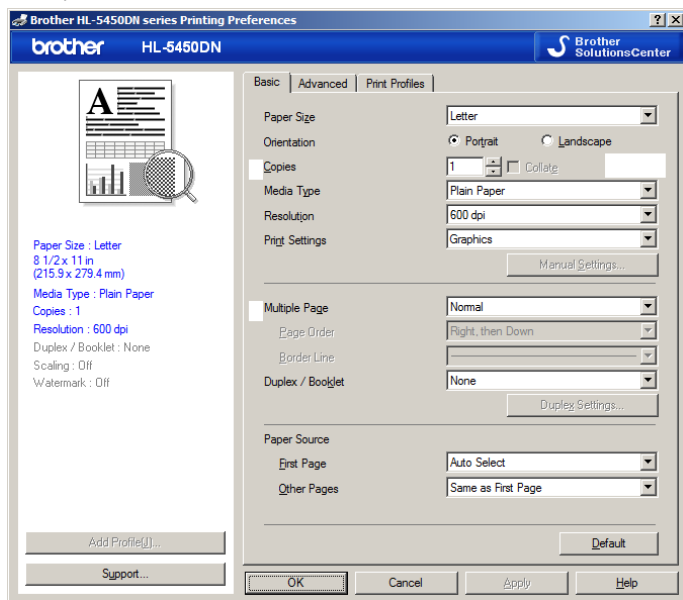 Brother HL-5450DN series Printing Preferences
? X
brother HL-5450DN
Brother
SolutionsCenter
A
Paper Size : Letter
8 1/2 x 11 in
(215.9 x 279.4 mm)
Media Type : Plain Paper
Copies : 1
Resolution : 600 dpi
Duplex / Booklet : None
Scaling : Off
Watermark : Off
Add Profile(J)...
Support...
Basic Advanced Print Profiles
Paper Size Letter
Orientation Portrait Landscape
Copies 1 Collate
Media Type Plain Paper
Resolution 600 dpi
Print Settings Graphics
Manual Settings...
Multiple Page Normal
Page Order Right, then Down
Border Line
Duplex / Booklet None
Duplex Settings...
Paper Source
First Page Auto Select
Other Pages Same as First Page
Default
OK Cancel Apply Help